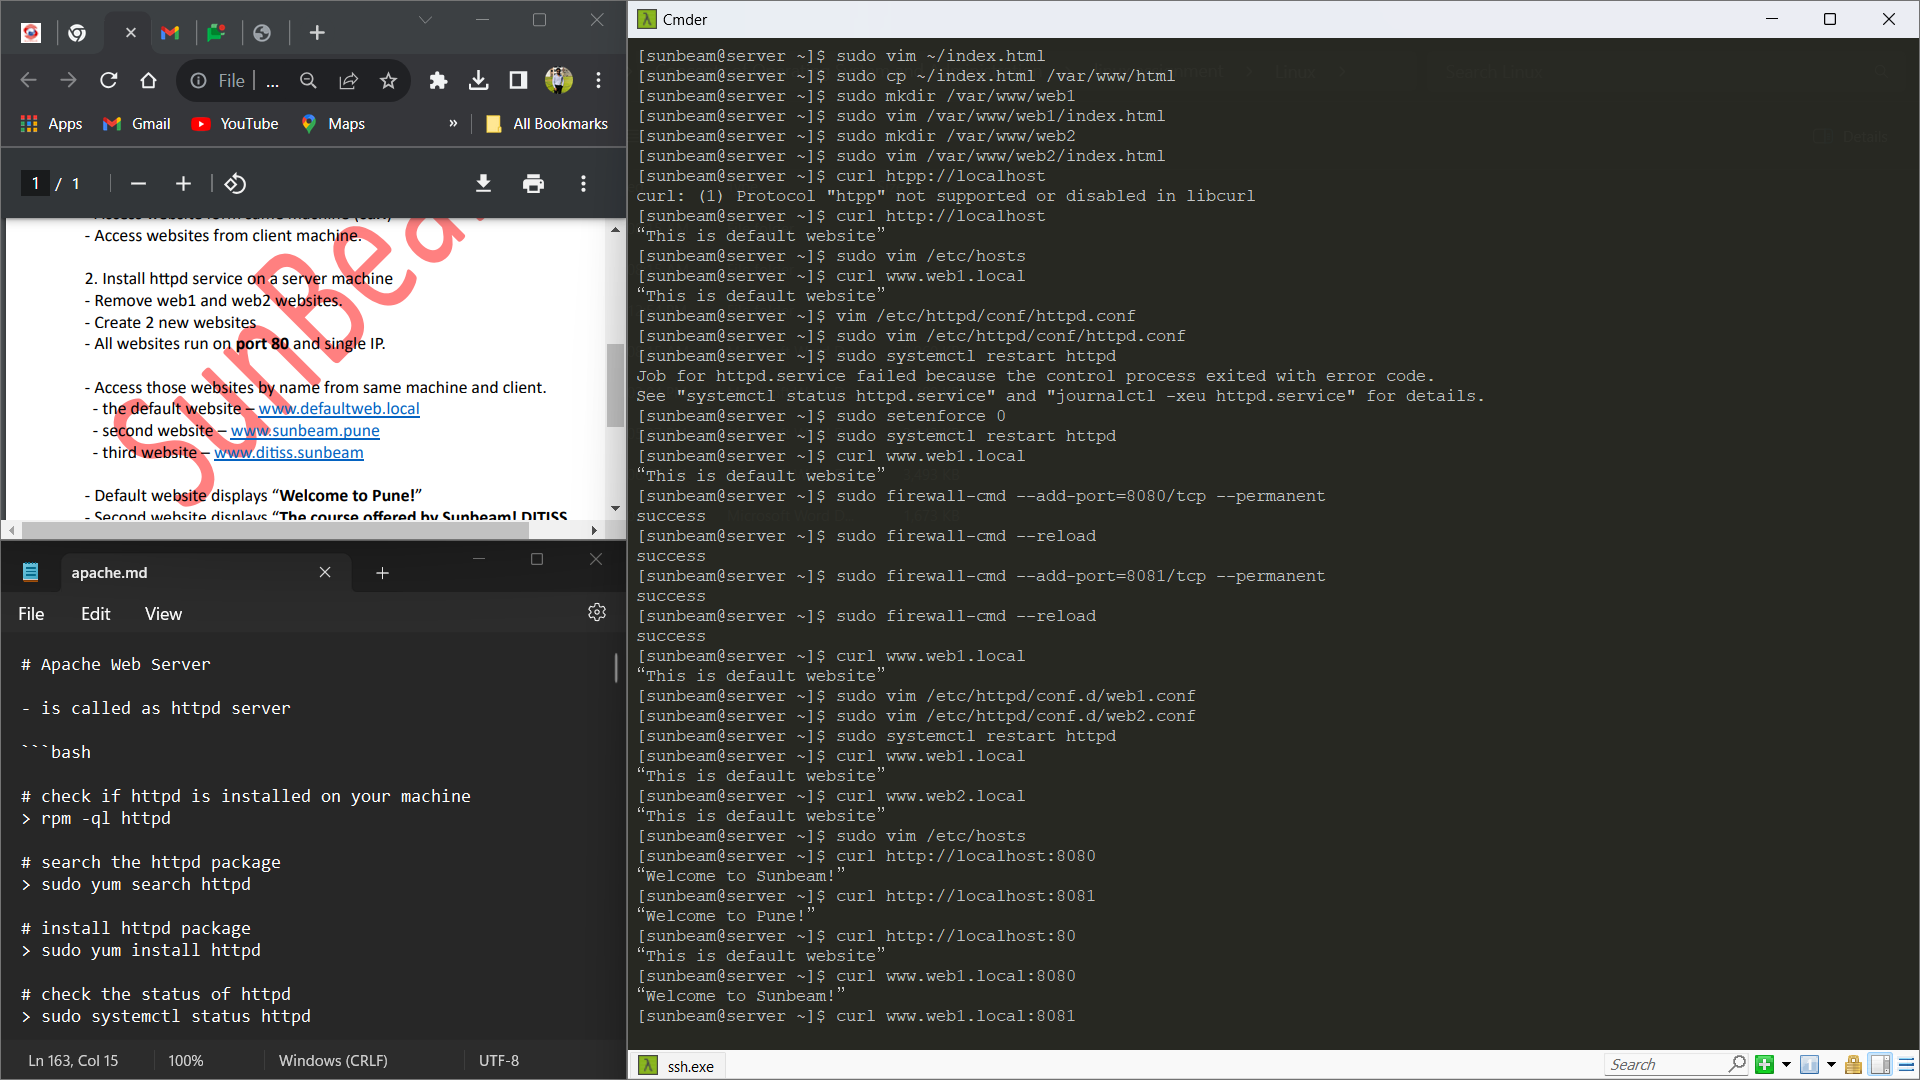 File
...
Apps
Gmail
YouTube
Maps
»
All Bookmarks
1 / 1
- Access websites from client machine.
2. Install httpd service on a server machine
- Remove web1 and web2 websites.
- Create 2 new websites
- All websites run on port 80 and single IP.
- Access those websites by name from same machine and client.
- the default website – www.defaultweb.local
- second website – www.sunbeam.pune
- third website – www.ditiss.sunbeam
- Default website displays “Welcome to Pune!”
- Second website displays “The course offered by Sunbeam! DITISS
apache.md
File Edit View
# Apache Web Server
- is called as httpd server
```bash
# check if httpd is installed on your machine
> rpm -ql httpd
# search the httpd package
> sudo yum search httpd
# install httpd package
> sudo yum install httpd
# check the status of httpd
> sudo systemctl status httpd
Ln 163, Col 15 100% Windows (CRLF) UTF-8
Cmder
[sunbeam@server ~]$ sudo vim ~/index.html
[sunbeam@server ~]$ sudo cp ~/index.html /var/www/html
[sunbeam@server ~]$ sudo mkdir /var/www/web1
[sunbeam@server ~]$ sudo vim /var/www/web1/index.html
[sunbeam@server ~]$ sudo mkdir /var/www/web2
[sunbeam@server ~]$ sudo vim /var/www/web2/index.html
[sunbeam@server ~]$ curl htpp://localhost
curl: (1) Protocol "htpp" not supported or disabled in libcurl
[sunbeam@server ~]$ curl http://localhost
“This is default website”
[sunbeam@server ~]$ sudo vim /etc/hosts
[sunbeam@server ~]$ curl www.web1.local
“This is default website”
[sunbeam@server ~]$ vim /etc/httpd/conf/httpd.conf
[sunbeam@server ~]$ sudo vim /etc/httpd/conf/httpd.conf
[sunbeam@server ~]$ sudo systemctl restart httpd
Job for httpd.service failed because the control process exited with error code.
See "systemctl status httpd.service" and "journalctl -xeu httpd.service" for details.
[sunbeam@server ~]$ sudo setenforce 0
[sunbeam@server ~]$ sudo systemctl restart httpd
[sunbeam@server ~]$ curl www.web1.local
“This is default website”
[sunbeam@server ~]$ sudo firewall-cmd --add-port=8080/tcp --permanent
success
[sunbeam@server ~]$ sudo firewall-cmd --reload
success
[sunbeam@server ~]$ sudo firewall-cmd --add-port=8081/tcp --permanent
success
[sunbeam@server ~]$ sudo firewall-cmd --reload
success
[sunbeam@server ~]$ curl www.web1.local
“This is default website”
[sunbeam@server ~]$ sudo vim /etc/httpd/conf.d/web1.conf
[sunbeam@server ~]$ sudo vim /etc/httpd/conf.d/web2.conf
[sunbeam@server ~]$ sudo systemctl restart httpd
[sunbeam@server ~]$ curl www.web1.local
“This is default website”
[sunbeam@server ~]$ curl www.web2.local
“This is default website”
[sunbeam@server ~]$ sudo vim /etc/hosts
[sunbeam@server ~]$ curl http://localhost:8080
“Welcome to Sunbeam!”
[sunbeam@server ~]$ curl http://localhost:8081
“Welcome to Pune!”
[sunbeam@server ~]$ curl http://localhost:80
“This is default website”
[sunbeam@server ~]$ curl www.web1.local:8080
“Welcome to Sunbeam!”
[sunbeam@server ~]$ curl www.web1.local:8081
ssh.exe
Search